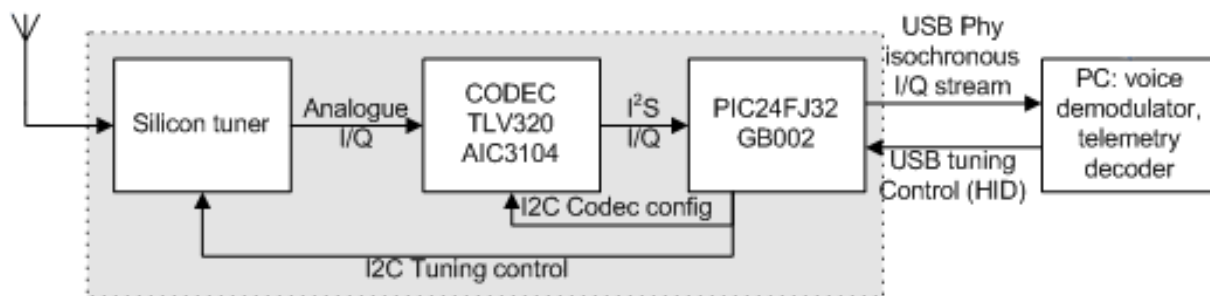 Silicon tuner
Analogue
I/Q
CODEC
TLV320
AIC3104
I²S
I/Q
PIC24FJ32
GB002
USB Phy
isochronous
I/Q stream
USB tuning
Control (HID)
PC: voice
demodulator,
telemetry
decoder
I2C Codec config
I2C Tuning control